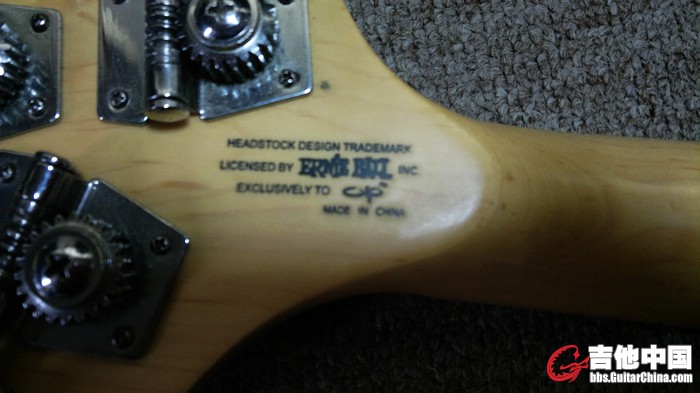 HEADSTOCK DESIGN TRADEMARK
LICENSED BY ERNIE BALL INC.
EXCLUSIVELY TO OLP™
MADE IN CHINA
吉他中国
bbs.GuitarChina.com